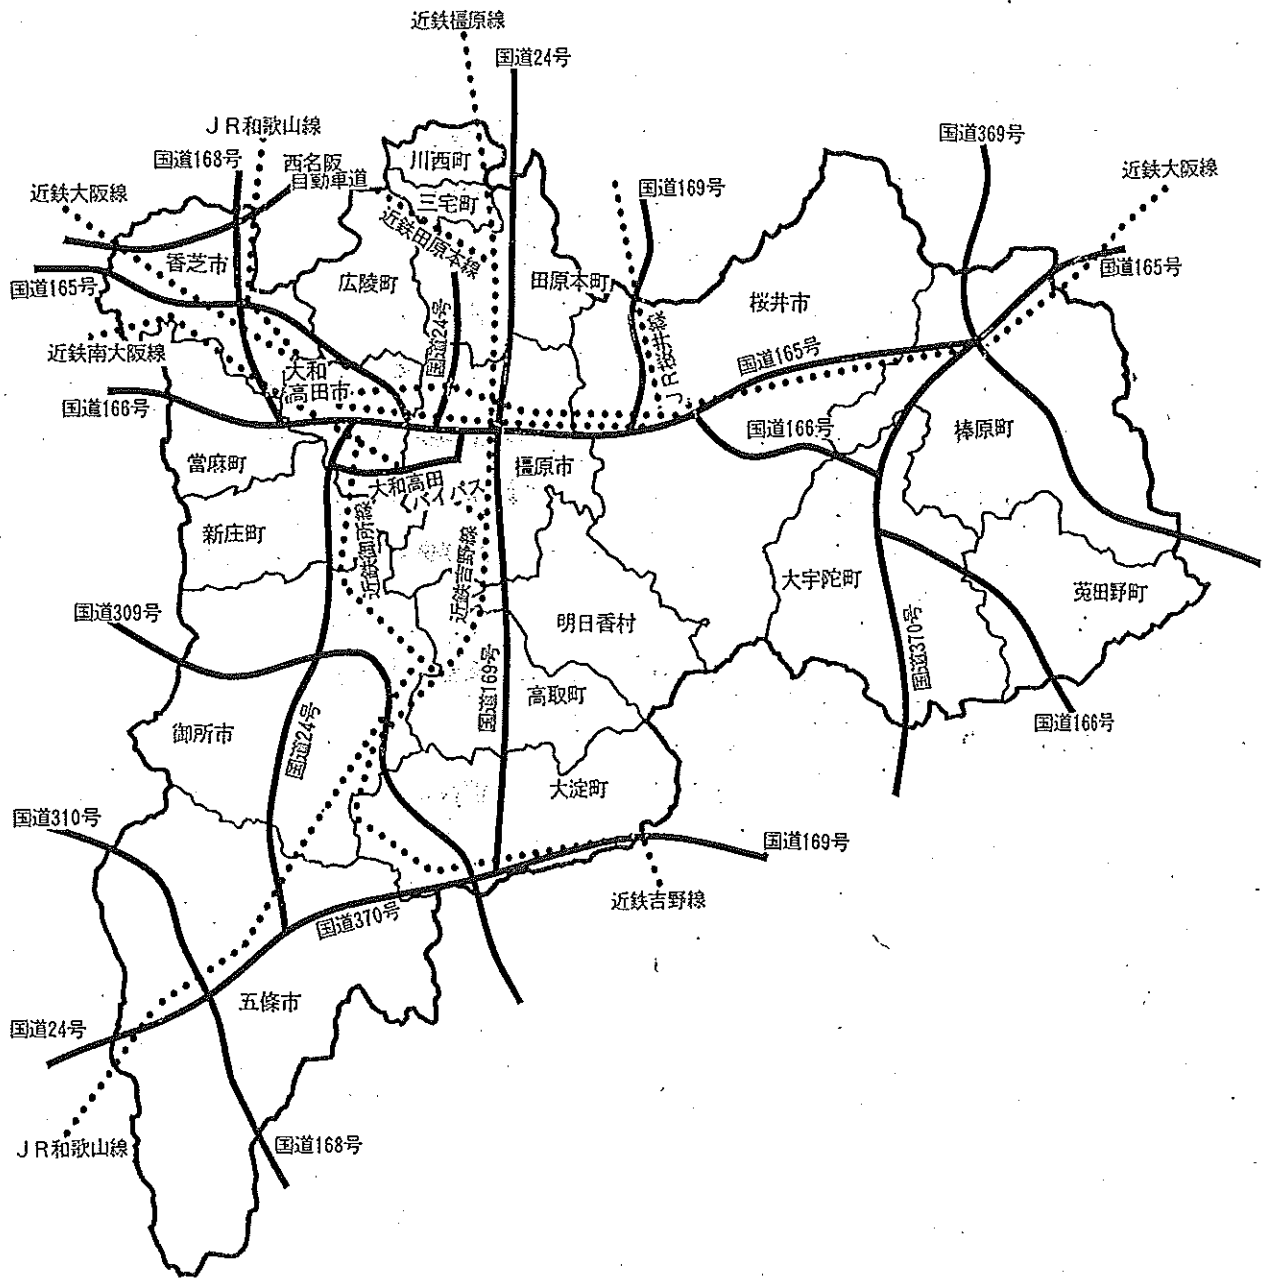 近鉄橿原線
国道24号
JR和歌山線
国道168号
西名阪
自動車道
川西町
国道369号
近鉄大阪線
近鉄大阪線
三宅町
国道169号
近鉄田原本線
香芝市
国道165号
広陵町
田原本町
桜井市
国道165号
国道24号
JR桜井線
近鉄南大阪線
大和
高田市
国道165号
国道166号
国道166号
榛原町
當麻町
橿原市
大和高田
バイパス
新庄町
近鉄御所線
近鉄吉野線
大宇陀町
菟田野町
国道309号
明日香村
国道370号
国道169号
高取町
国道166号
御所市
国道24号
大淀町
国道310号
国道169号
近鉄吉野線
国道370号
五條市
国道24号
JR和歌山線
国道168号